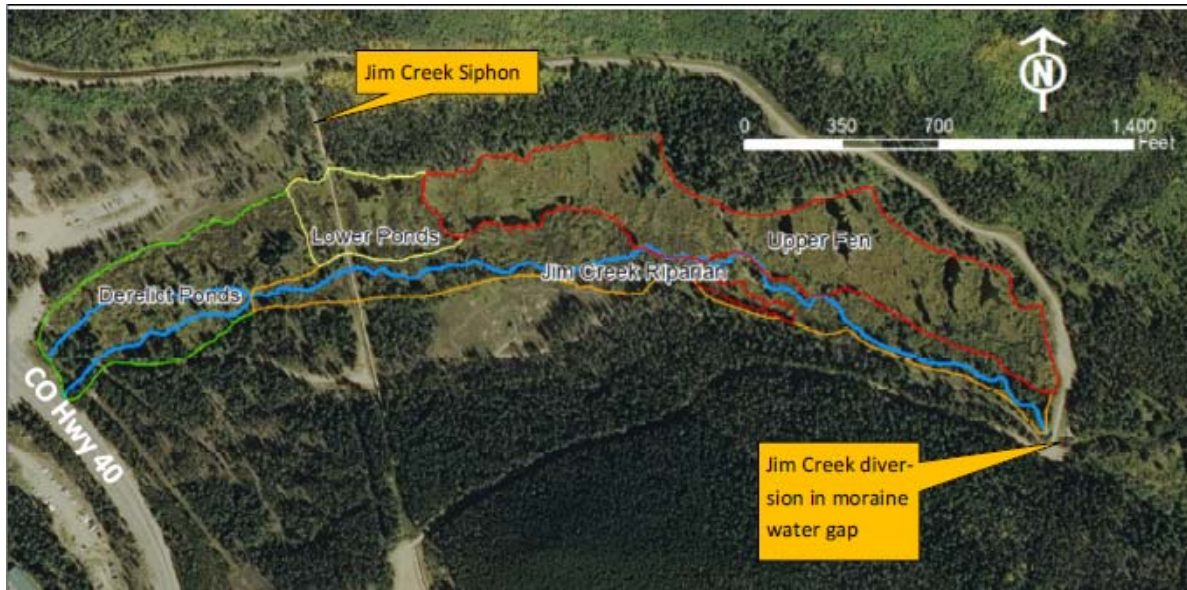 Jim Creek Siphon
N
0 350 700 1,400
Feet
Lower Ponds
Upper Fen
Jim Creek Riparian
Derelict Ponds
CO Hwy 40
Jim Creek diver-
sion in moraine
water gap